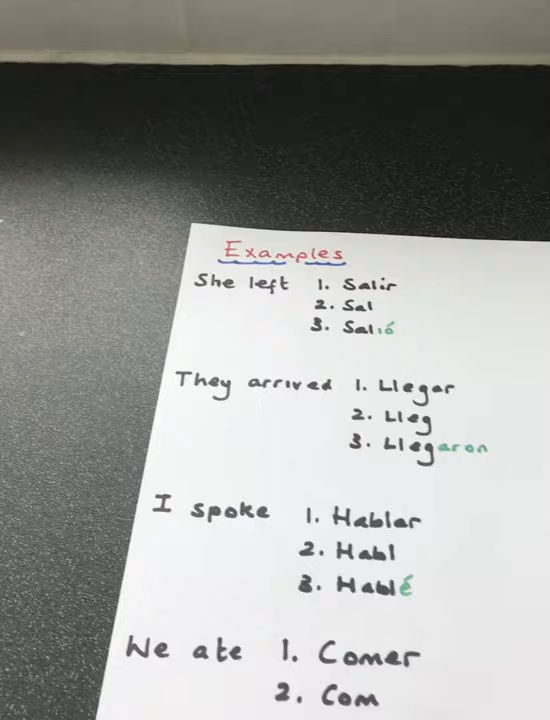 Examples
She left 1. Salir
2. Sal
3. Salió
They arrived 1. Llegar
2. Lleg
3. Llegaron
I spoke 1. Hablar
2. Habl
3. Hablé
We ate 1. Comer
2. Com